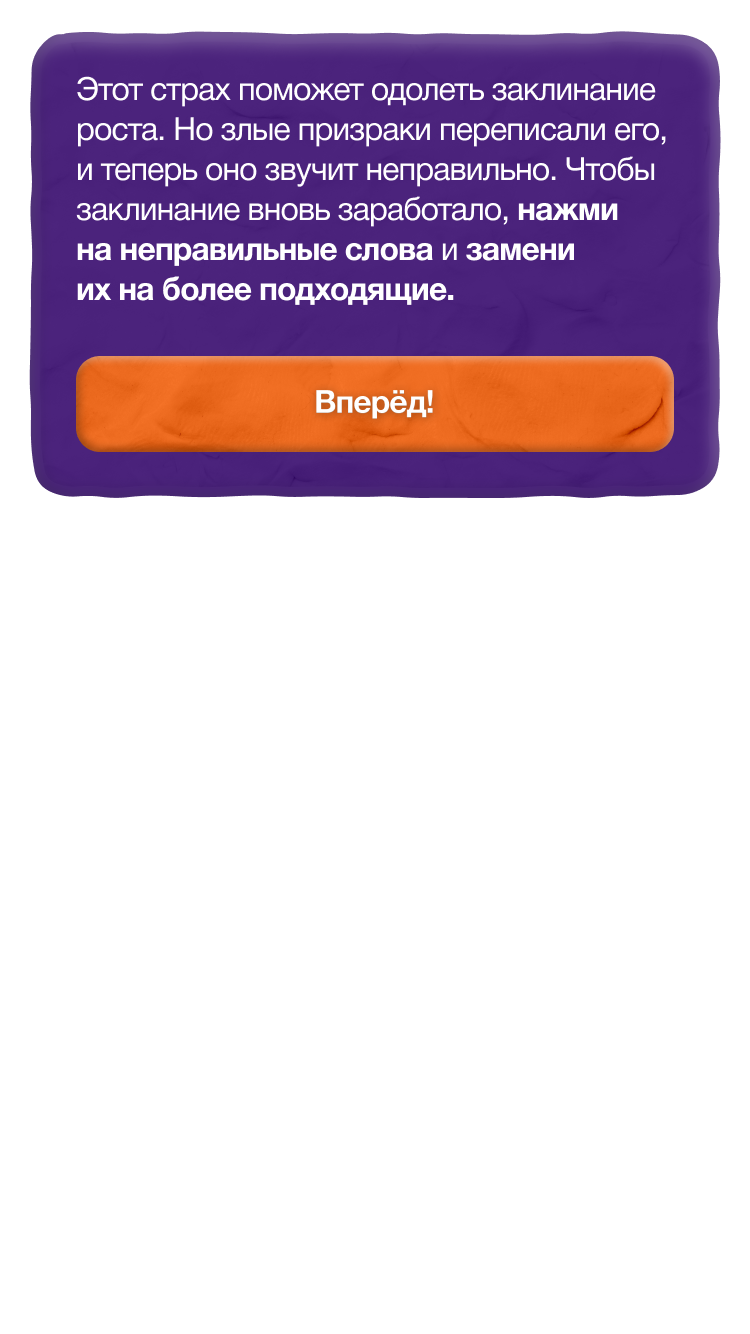 Этот страх поможет одолеть заклинание
роста. Но злые призраки переписали его,
и теперь оно звучит неправильно. Чтобы
заклинание вновь заработало, нажми
на неправильные слова и замени
их на более подходящие.
Вперёд!